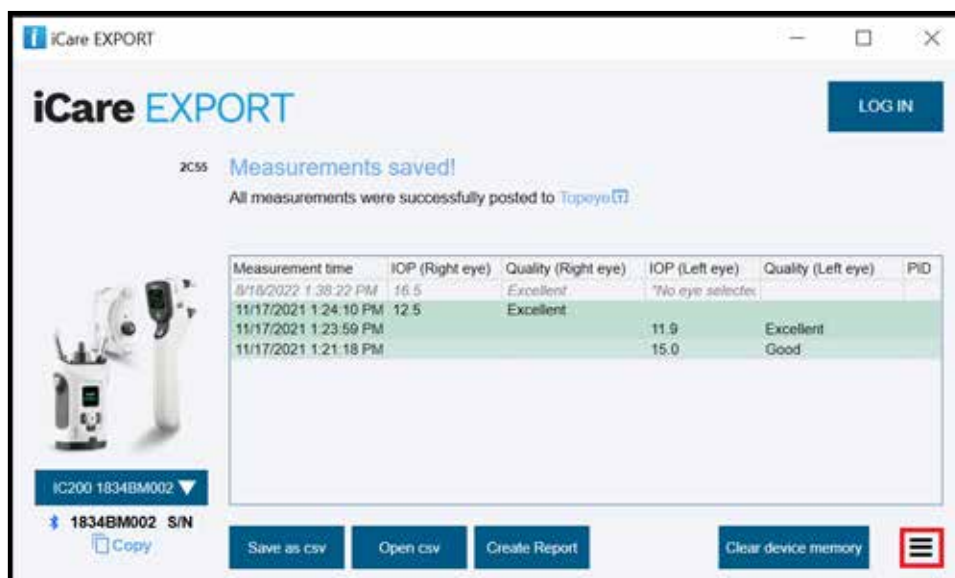 iCare EXPORT
iCare EXPORT
LOG IN
2C55
Measurements saved!
All measurements were successfully posted to Topeye
Measurement time IOP (Right eye) Quality (Right eye) IOP (Left eye) Quality (Left eye) PID
8/18/2022 1:38:22 PM 16.5 Excellent "No eye selected
11/17/2021 1:24:10 PM 12.5 Excellent
11/17/2021 1:23:59 PM 11.9 Excellent
11/17/2021 1:21:18 PM 15.0 Good
IC200 1834BM002
1834BM002 S/N
Copy
Save as csv Open csv Create Report Clear device memory